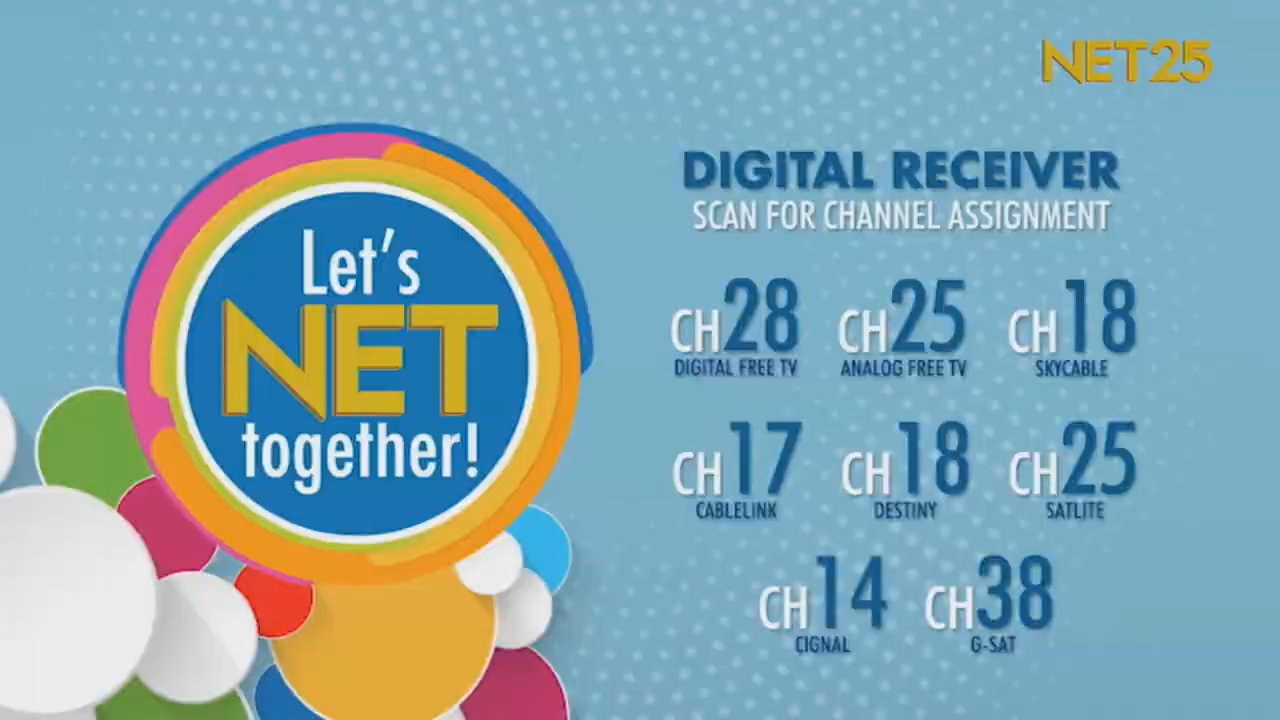 NET25
Let's
NET
together!
DIGITAL RECEIVER
SCAN FOR CHANNEL ASSIGNMENT
CH28 CH25 CH18
DIGITAL FREE TV ANALOG FREE TV SKYCABLE
CH17 CH18 CH25
CABLELINK DESTINY SATLITE
CH14 CH38
CIGNAL G-SAT